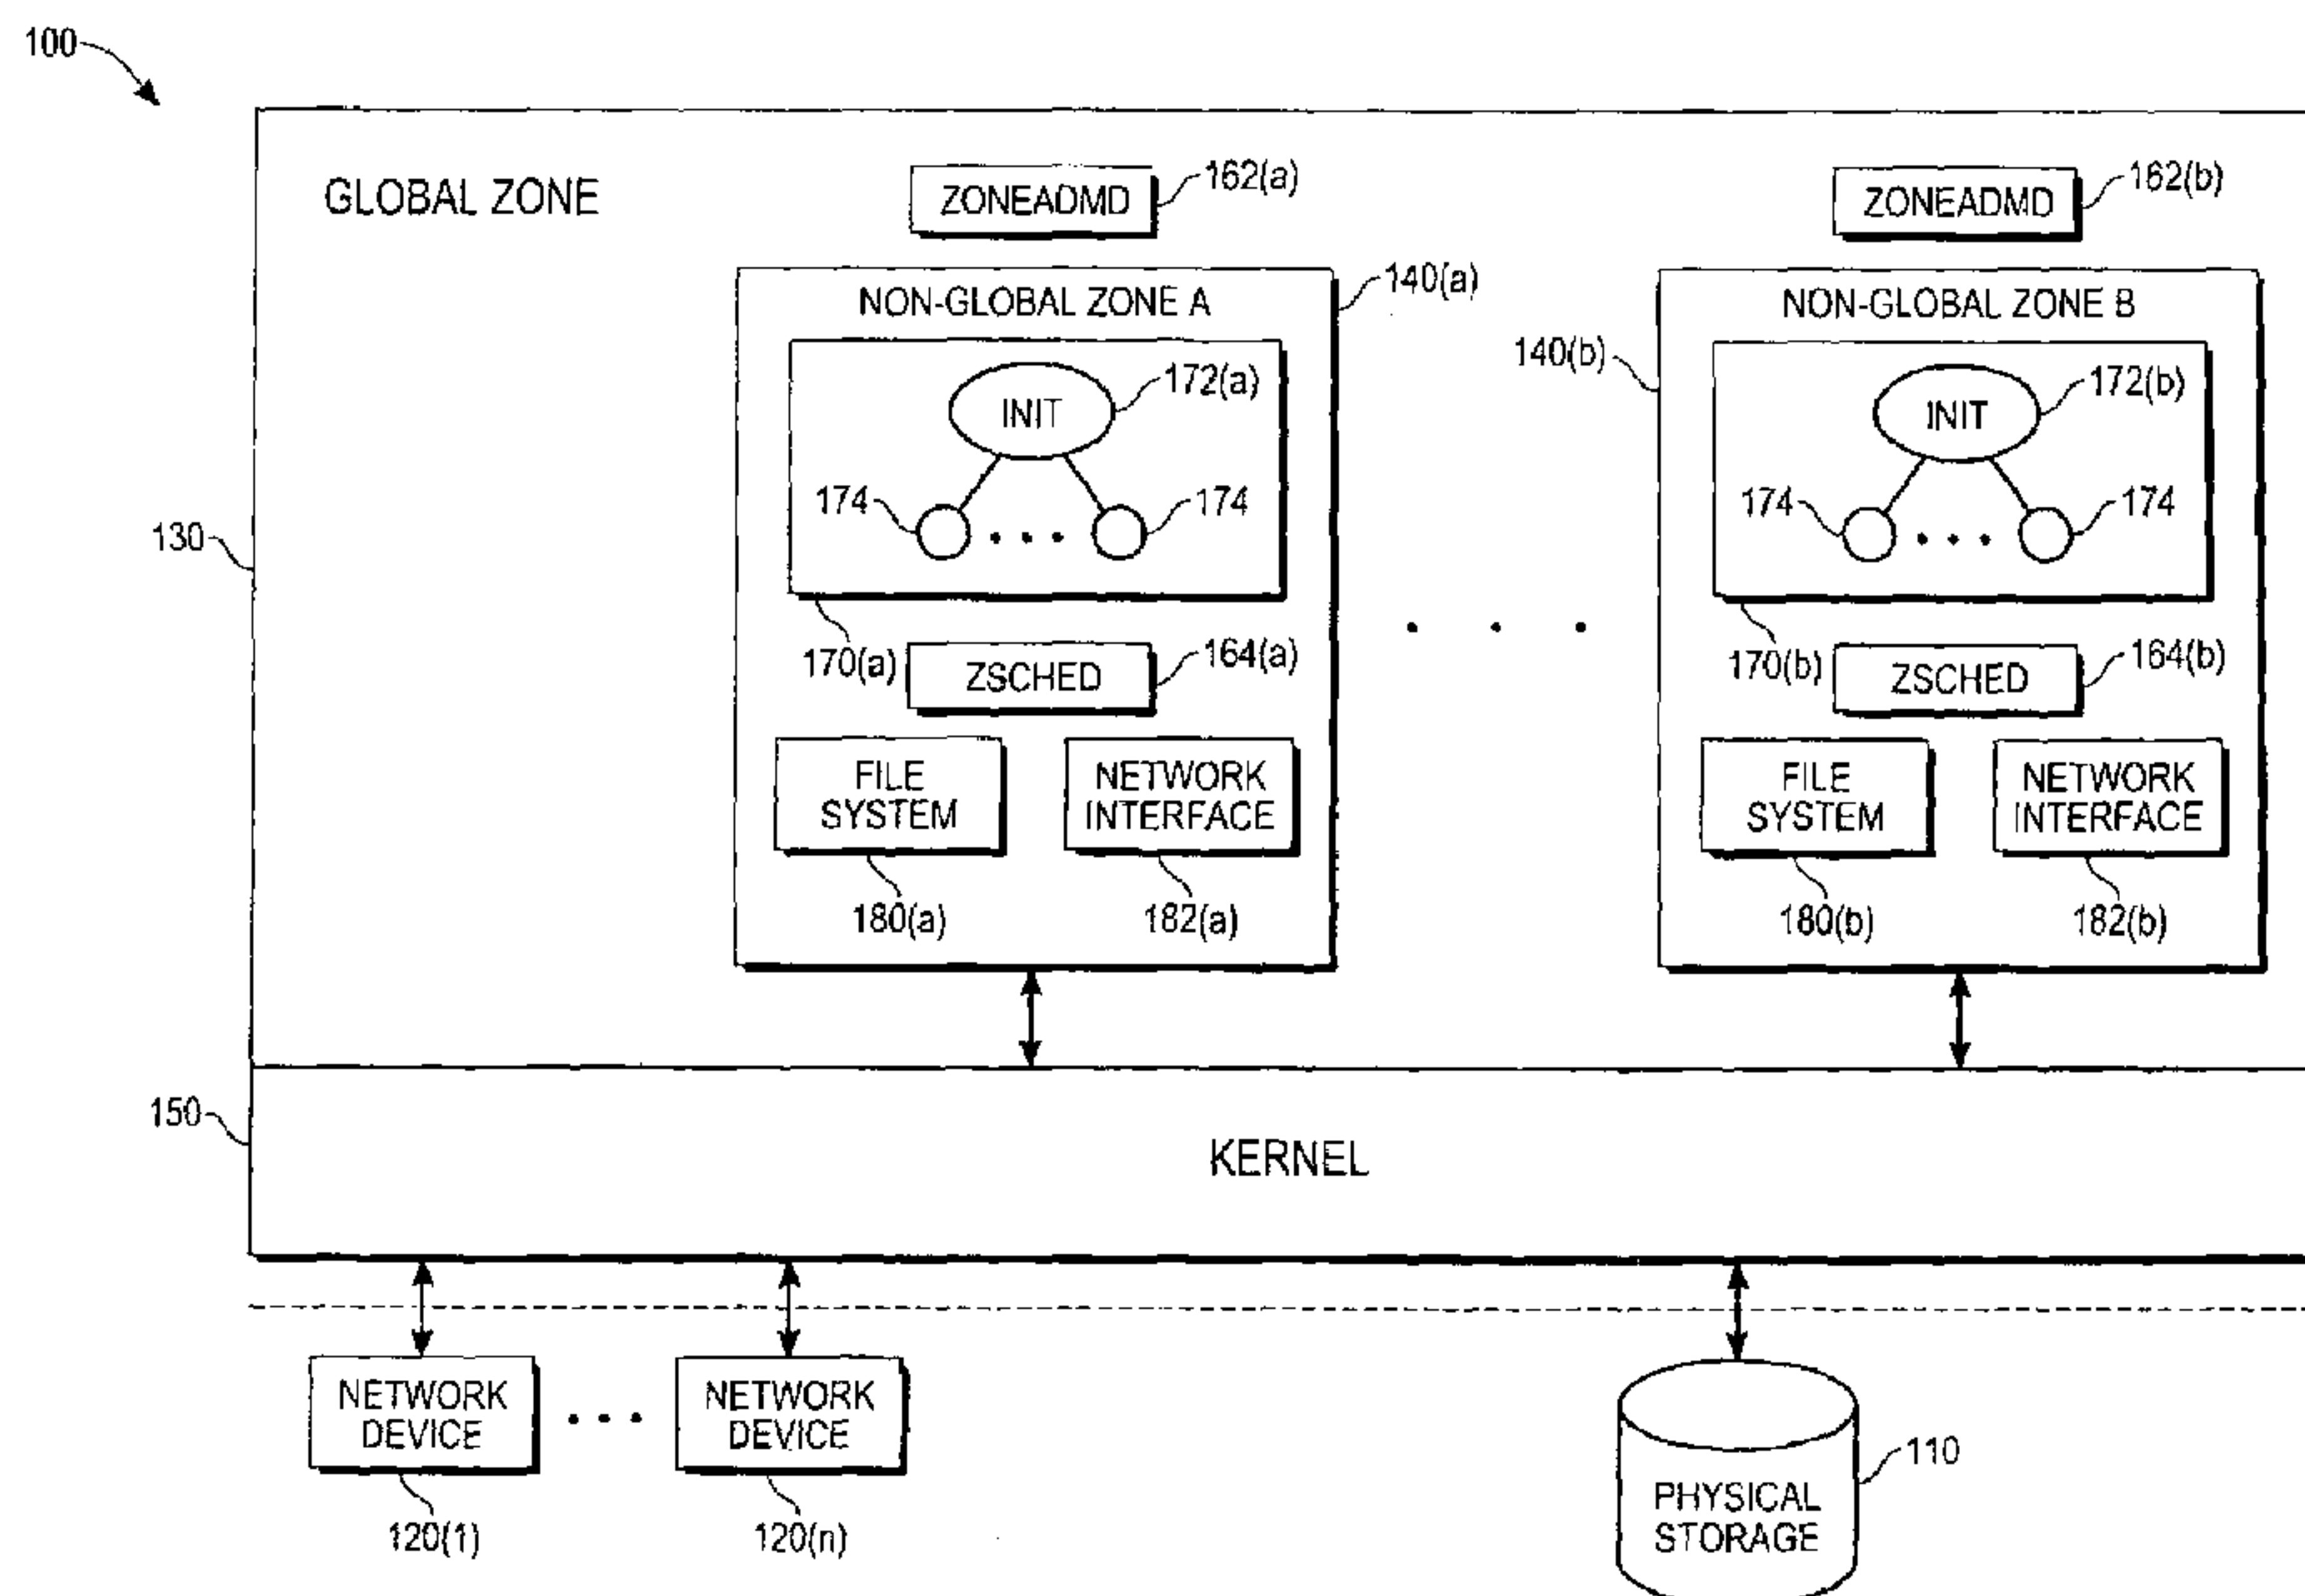 100
GLOBAL ZONE
ZONEADMD
162(a)
ZONEADMD
162(b)
140(a)
NON-GLOBAL ZONE A
NON-GLOBAL ZONE B
140(b)
INIT
172(a)
INIT
172(b)
174
174
174
174
130
170(a)
ZSCHED
164(a)
170(b)
ZSCHED
164(b)
FILE
SYSTEM
NETWORK
INTERFACE
FILE
SYSTEM
NETWORK
INTERFACE
180(a)
182(a)
180(b)
182(b)
150
KERNEL
NETWORK
DEVICE
NETWORK
DEVICE
110
PHYSICAL
STORAGE
120(1)
120(n)